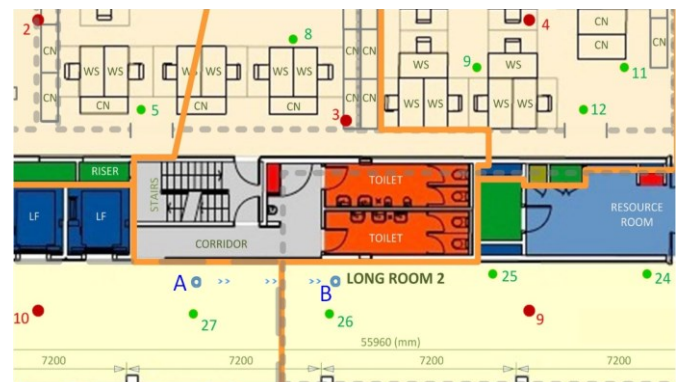 2
CN
CN
CN
8
4
CN
CN
CN
CN
CN
CN
WS
WS
WS
WS
WS
WS
WS
9
WS
11
CN
CN
CN
CN
CN
WS
WS
WS
WS
5
3
12
RISER
STAIRS
TOILET
LF
LF
RESOURCE
ROOM
CORRIDOR
TOILET
A
>>
>>
>>
B
LONG ROOM 2
25
24
10
27
26
9
55960 (mm)
7200
7200
7200
7200